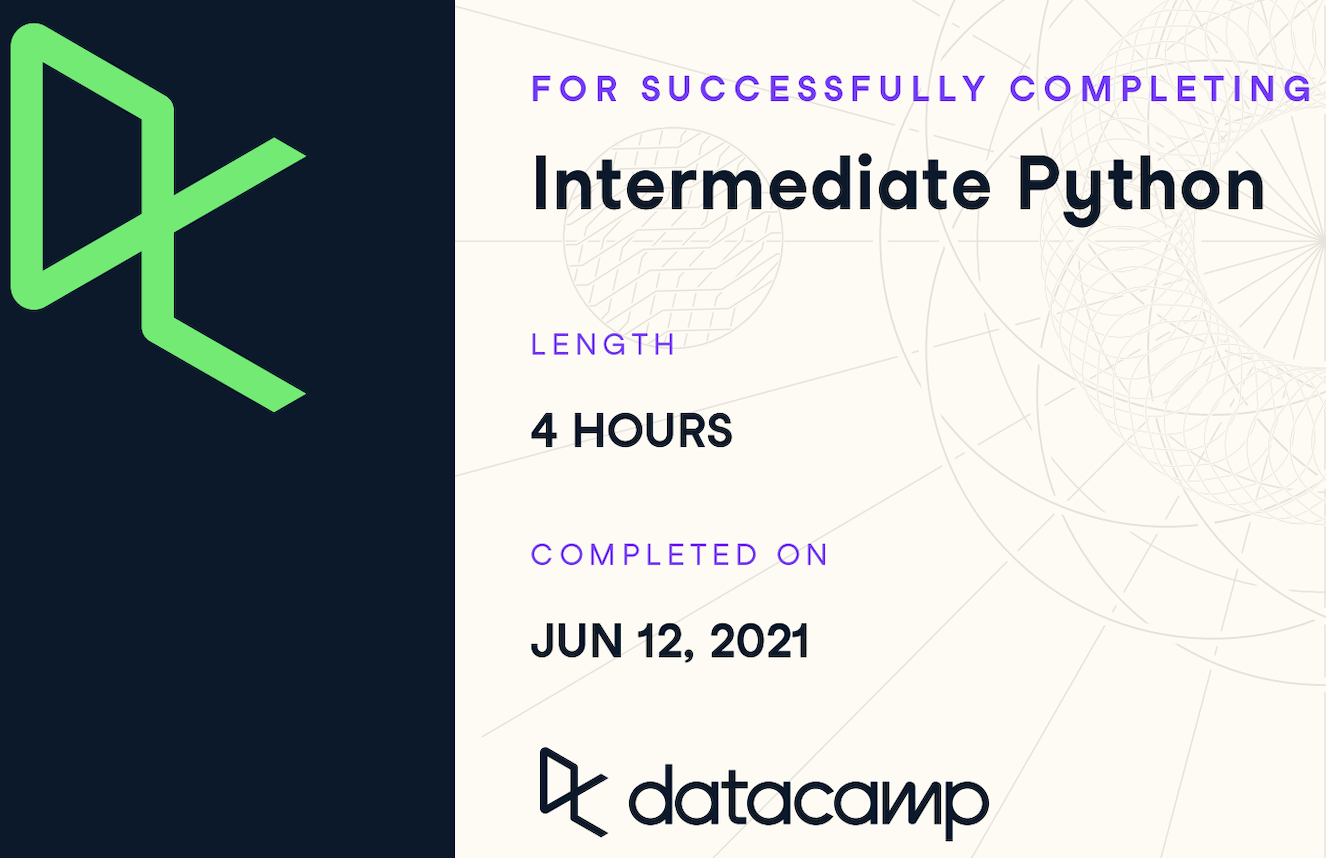 FOR SUCCESSFULLY COMPLETING
Intermediate Python
LENGTH
4 HOURS
COMPLETED ON
JUN 12, 2021
datacamp